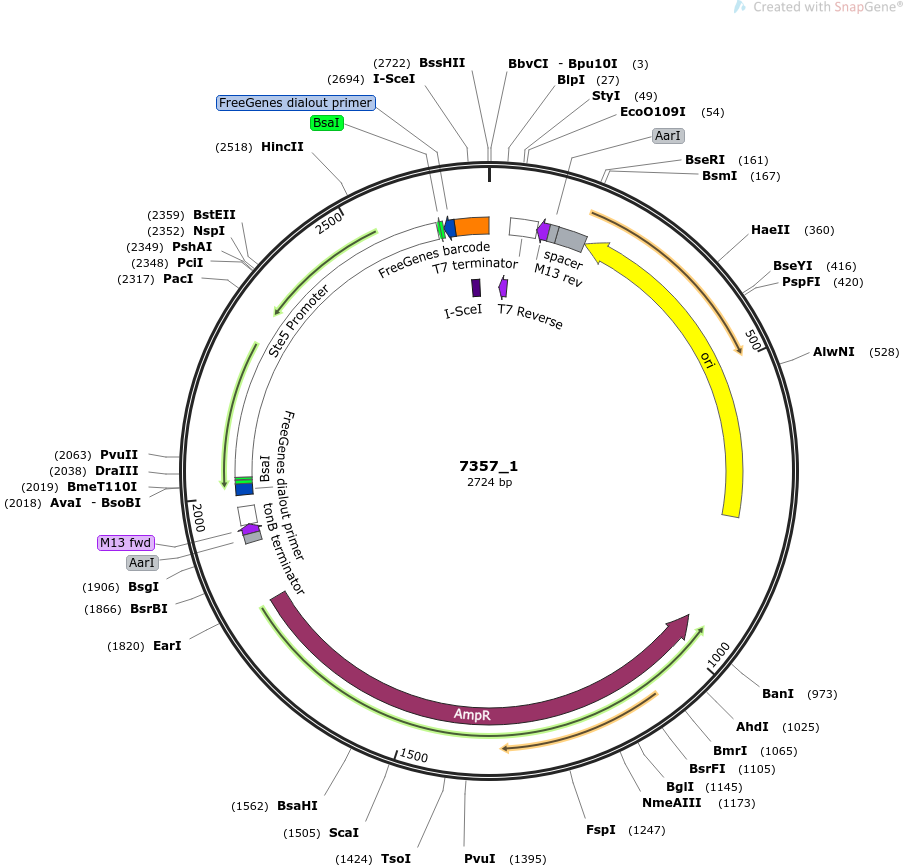 Created with SnapGene®
(2722) BssHII
(2694) I-SceI
FreeGenes dialout primer
BsaI
(2518) HincII
BbvCI - Bpu10I (3)
BlpI (27)
StyI (49)
EcoO109I (54)
AarI
BseRI (161)
BsmI (167)
HaeII (360)
BseYI (416)
PspFI (420)
500
AlwNI (528)
(2359) BstEII
(2352) NspI
(2349) PshAI
(2348) PciI
(2317) PacI
2500
FreeGenes barcode
T7 terminator
spacer
M13 rev
I-SceI
T7 Reverse
Ste5 Promoter
ori
7357_1
2724 bp
(2063) PvuII
(2038) DraIII
(2019) BmeT110I
(2018) AvaI - BsoBI
2000
BsaI
FreeGenes dialout primer
tonB terminator
M13 fwd
AarI
(1906) BsgI
(1866) BsrBI
(1820) EarI
AmpR
1000
BanI (973)
AhdI (1025)
BmrI (1065)
BsrFI (1105)
BglI (1145)
NmeAIII (1173)
FspI (1247)
1500
(1562) BsaHI
(1505) ScaI
(1424) TsoI
PvuI (1395)